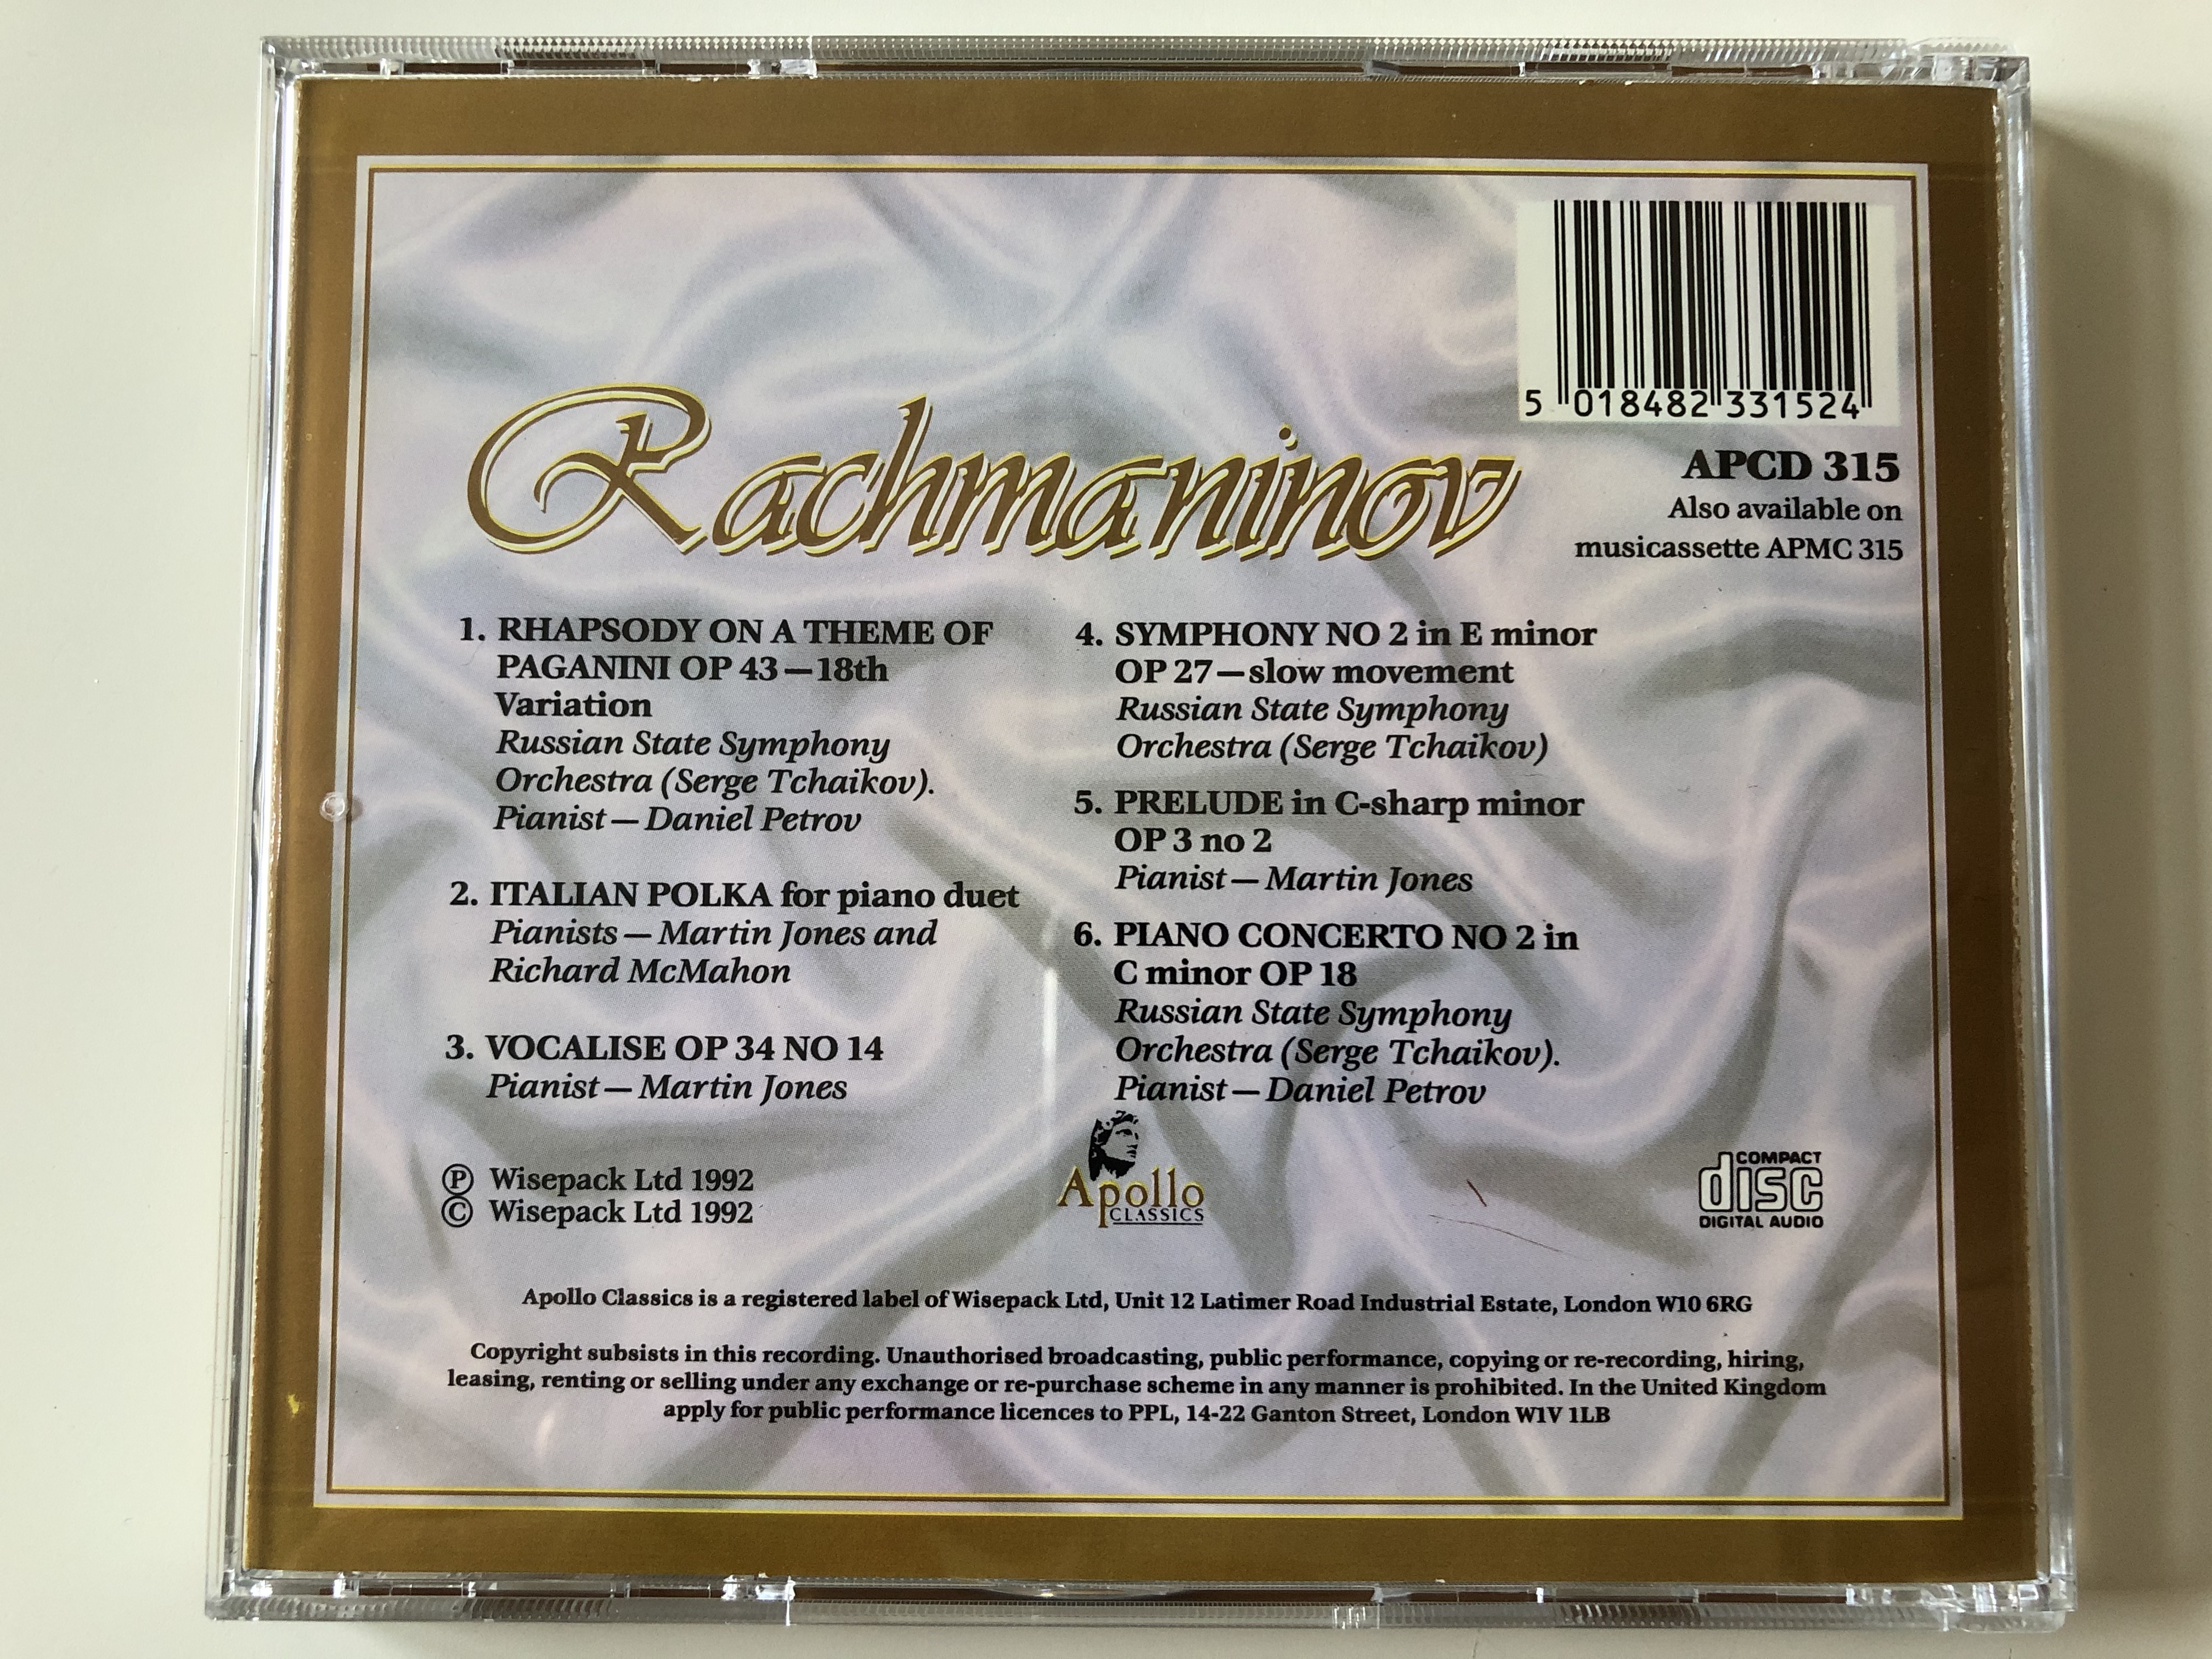 5 018482 331524
Rachmaninov
APCD 315
Also available on
musicassette APMC 315
1. RHAPSODY ON A THEME OF
PAGANINI OP 43—18th
Variation
Russian State Symphony
Orchestra (Serge Tchaikov).
Pianist—Daniel Petrov
2. ITALIAN POLKA for piano duet
Pianists—Martin Jones and
Richard McMahon
3. VOCALISE OP 34 NO 14
Pianist—Martin Jones
4. SYMPHONY NO 2 in E minor
OP 27—slow movement
Russian State Symphony
Orchestra (Serge Tchaikov)
5. PRELUDE in C-sharp minor
OP 3 no 2
Pianist—Martin Jones
6. PIANO CONCERTO NO 2 in
C minor OP 18
Russian State Symphony
Orchestra (Serge Tchaikov).
Pianist—Daniel Petrov
Ⓟ Wisepack Ltd 1992
© Wisepack Ltd 1992
Apollo
CLASSICS
COMPACT
disc
DIGITAL AUDIO
Apollo Classics is a registered label of Wisepack Ltd, Unit 12 Latimer Road Industrial Estate, London W10 6RG
Copyright subsists in this recording. Unauthorised broadcasting, public performance, copying or re-recording, hiring,
leasing, renting or selling under any exchange or re-purchase scheme in any manner is prohibited. In the United Kingdom
apply for public performance licences to PPL, 14-22 Ganton Street, London W1V 1LB